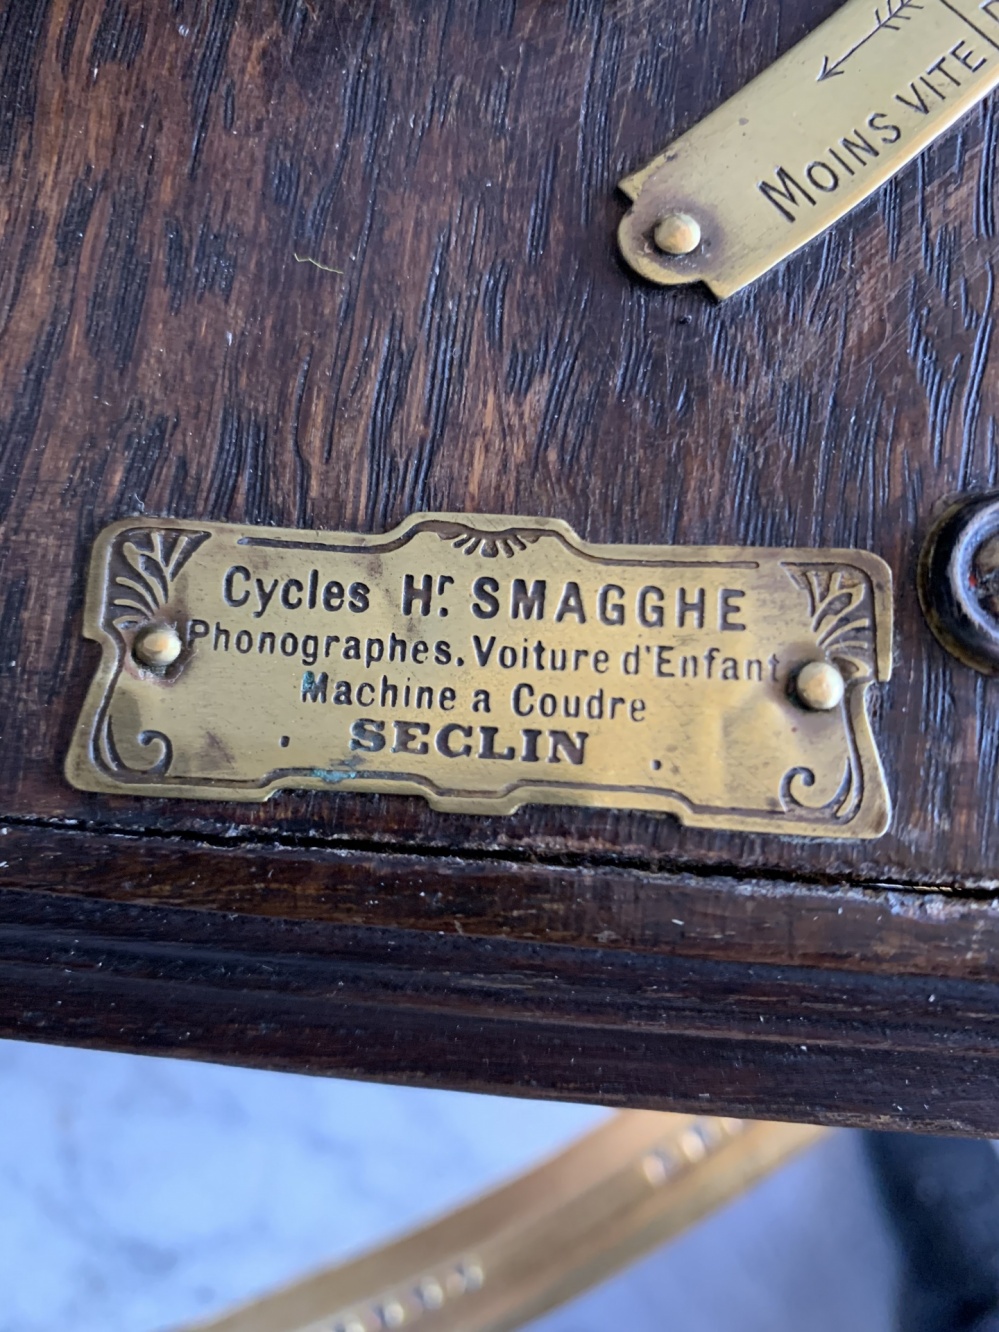 MOINS VITE
Cycles Hr. SMAGGHE
Phonographes. Voiture d'Enfant
Machine a Coudre
SECLIN